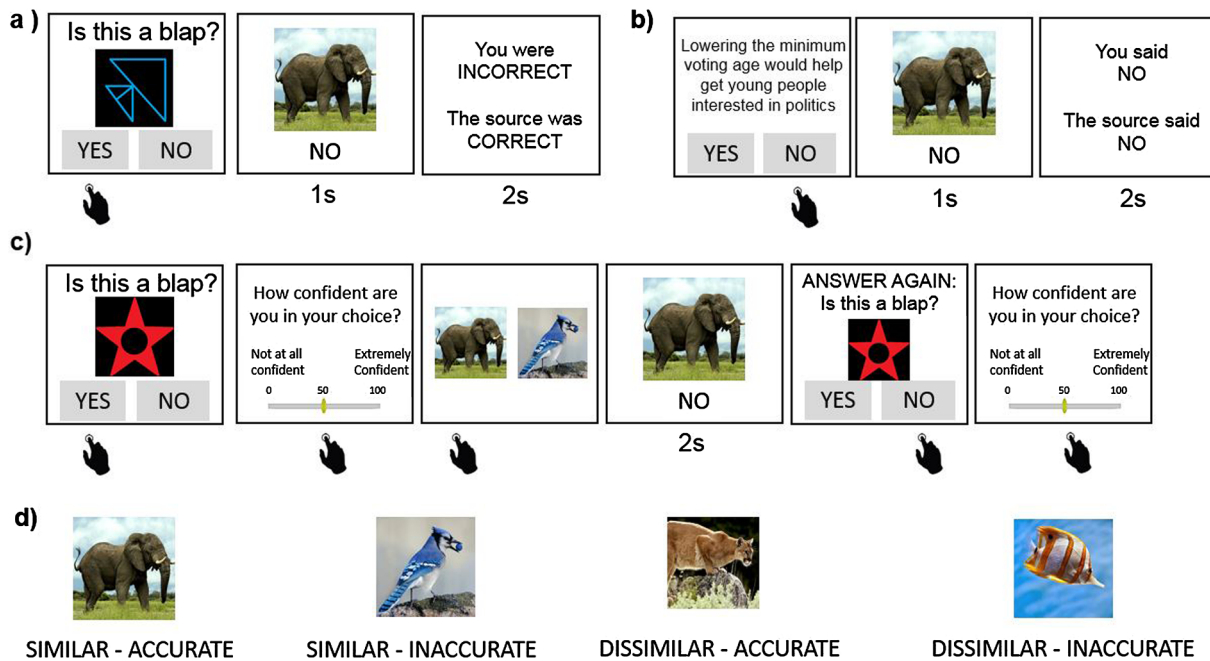 a )
Is this a blap?
YES NO
NO
1s
You were
INCORRECT
The source was
CORRECT
2s
b)
Lowering the minimum
voting age would help
get young people
interested in politics
YES NO
NO
1s
You said
NO
The source said
NO
2s
c)
Is this a blap?
YES NO
How confident are
you in your choice?
Not at all Extremely
confident Confident
0 50 100
NO
2s
ANSWER AGAIN:
Is this a blap?
YES NO
How confident are
you in your choice?
Not at all Extremely
confident Confident
0 50 100
d)
SIMILAR - ACCURATE
SIMILAR - INACCURATE
DISSIMILAR - ACCURATE
DISSIMILAR - INACCURATE